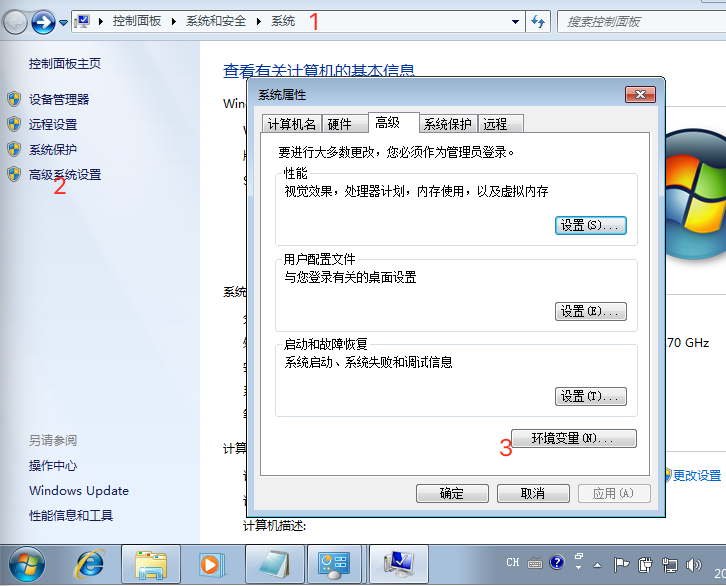 控制面板 系统和安全 系统 1 搜索控制面板
控制面板主页
设备管理器
远程设置
系统保护
高级系统设置
2
另请参阅
操作中心
Windows Update
性能信息和工具
查看有关计算机的基本信息
Win
系统
计算
计算机描述:
70 GHz
更改设置
系统属性
计算机名 硬件 高级 系统保护 远程
要进行大多数更改，您必须作为管理员登录。
性能
视觉效果，处理器计划，内存使用，以及虚拟内存
设置(S)...
用户配置文件
与您登录有关的桌面设置
设置(E)...
启动和故障恢复
系统启动、系统失败和调试信息
设置(T)...
3 环境变量(N)...
确定 取消 应用(A)
CH
20